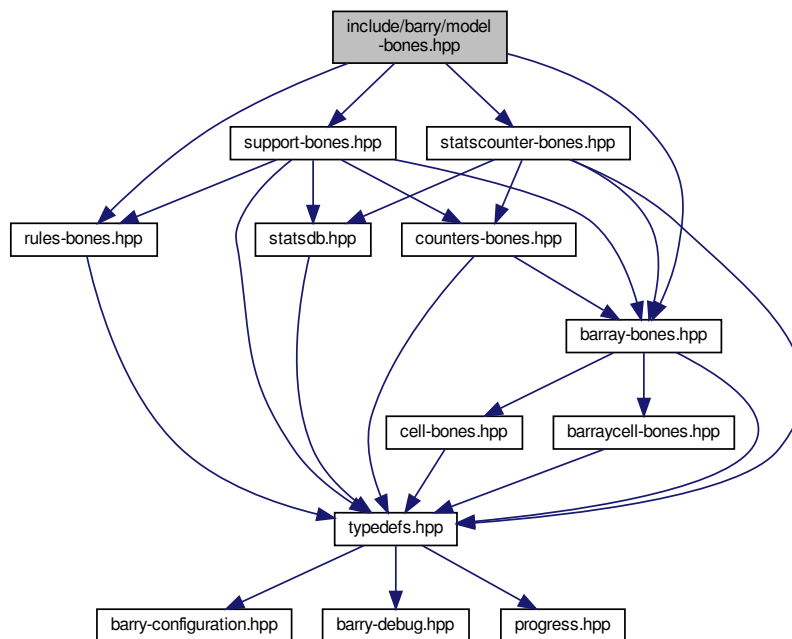 include/barry/model
-bones.hpp
support-bones.hpp
statscounter-bones.hpp
rules-bones.hpp
statsdb.hpp
counters-bones.hpp
barray-bones.hpp
cell-bones.hpp
barraycell-bones.hpp
typedefs.hpp
barry-configuration.hpp
barry-debug.hpp
progress.hpp